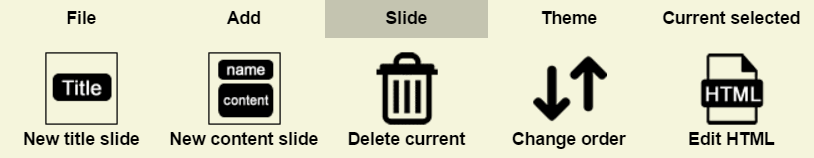 File Add Slide Theme Current selected
Title
name
content
HTML
New title slide New content slide Delete current Change order Edit HTML